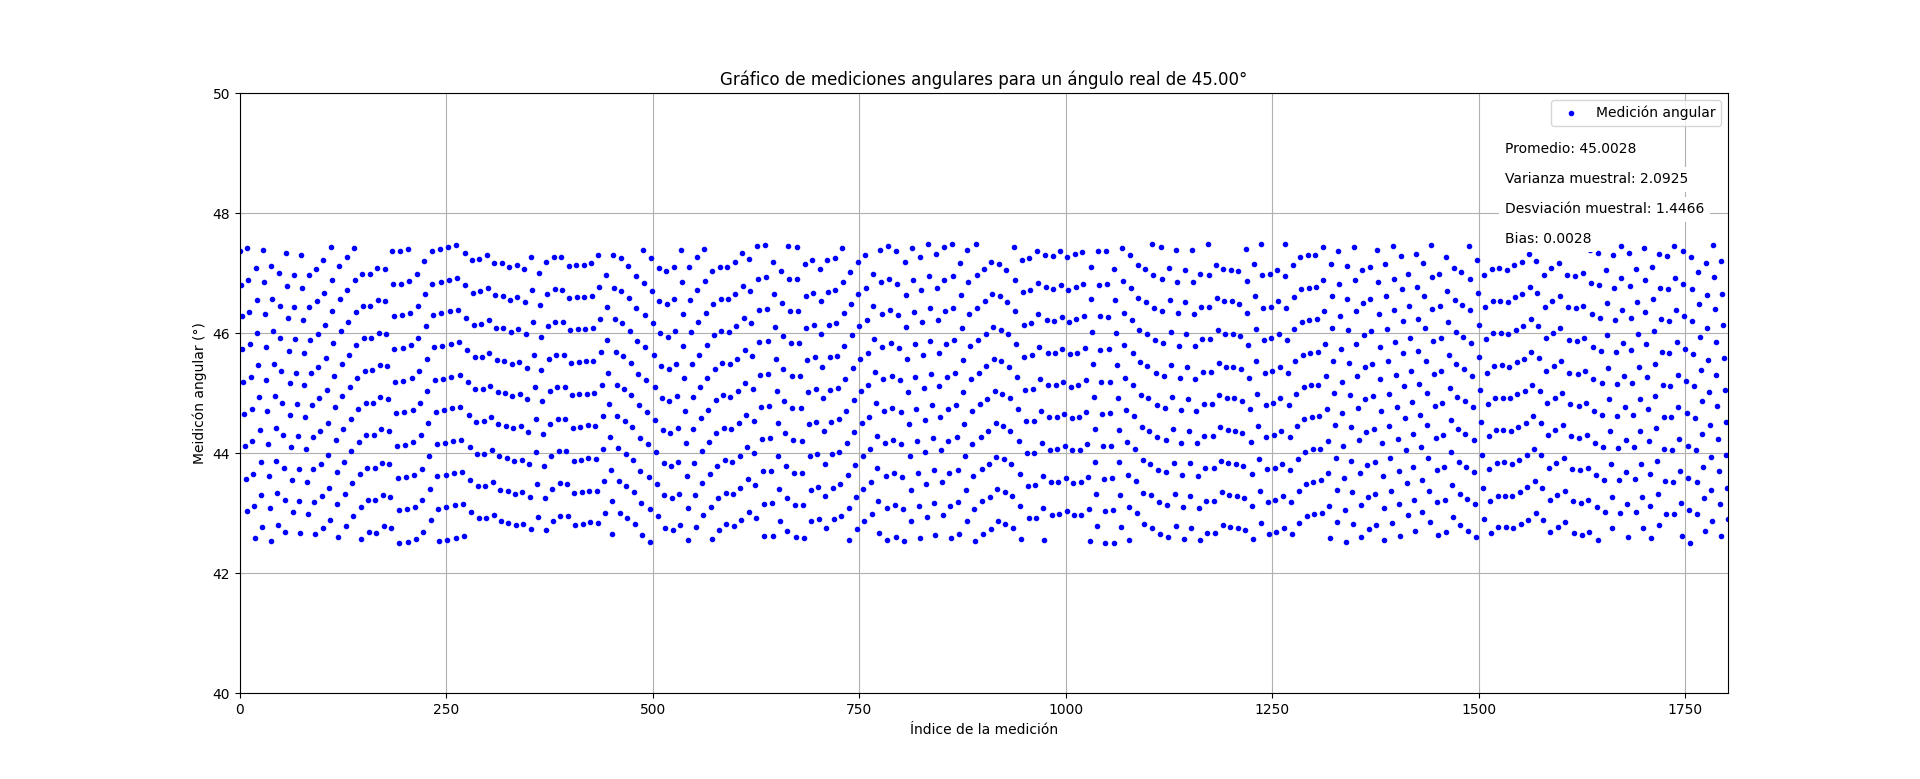 Gráfico de mediciones angulares para un ángulo real de 45.00°
50
48
46
44
42
40
Meidicón angular (°)
Medición angular
Promedio: 45.0028
Varianza muestral: 2.0925
Desviación muestral: 1.4466
Bias: 0.0028
0 250 500 750 1000 1250 1500 1750
Índice de la medición